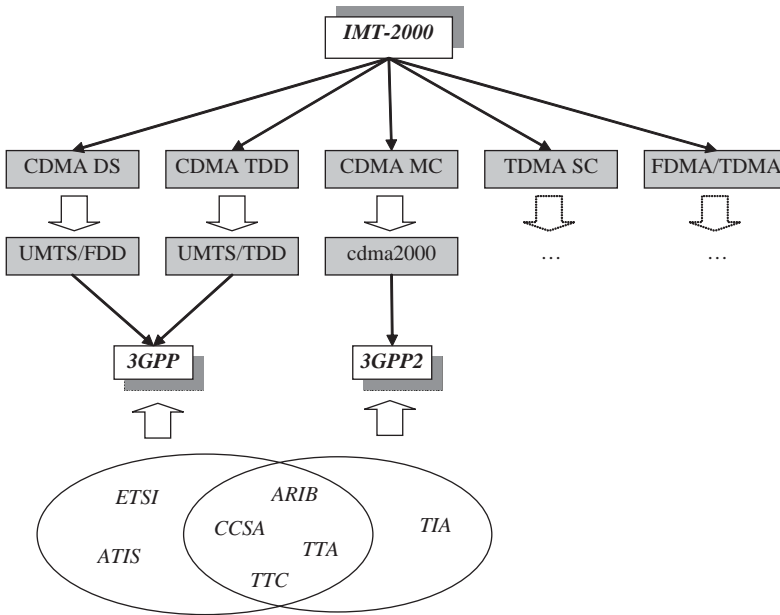 IMT-2000
CDMA DS CDMA TDD CDMA MC TDMA SC FDMA/TDMA
UMTS/FDD UMTS/TDD cdma2000 … …
3GPP 3GPP2
ETSI ARIB
CCSA TIA
ATIS TTA
TTC